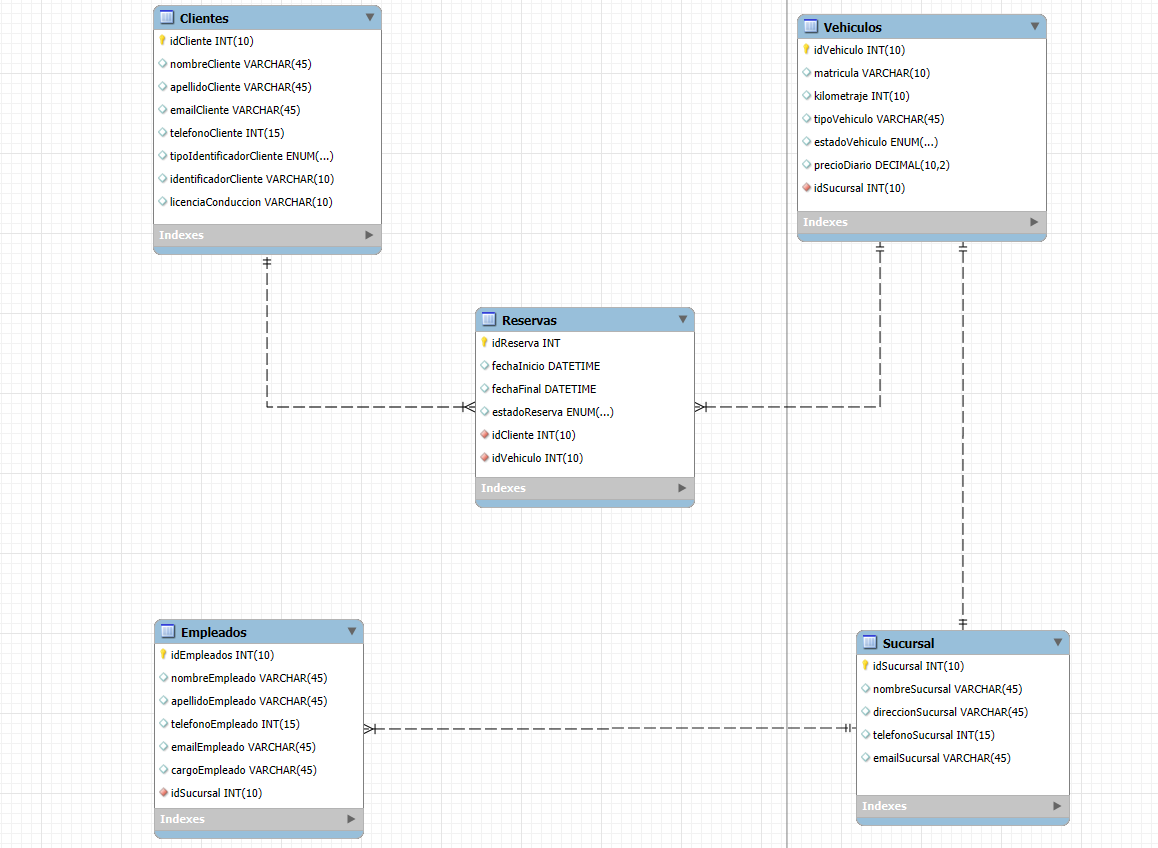 Clientes
idCliente INT(10)
nombreCliente VARCHAR(45)
apellidoCliente VARCHAR(45)
emailCliente VARCHAR(45)
telefonoCliente INT(15)
tipoIdentificadorCliente ENUM(...)
identificadorCliente VARCHAR(10)
licenciaConduccion VARCHAR(10)
Indexes
Vehiculos
idVehiculo INT(10)
matricula VARCHAR(10)
kilometraje INT(10)
tipoVehiculo VARCHAR(45)
estadoVehiculo ENUM(...)
precioDiario DECIMAL(10,2)
idSucursal INT(10)
Indexes
Reservas
idReserva INT
fechaInicio DATETIME
fechaFinal DATETIME
estadoReserva ENUM(...)
idCliente INT(10)
idVehiculo INT(10)
Indexes
Empleados
idEmpleados INT(10)
nombreEmpleado VARCHAR(45)
apellidoEmpleado VARCHAR(45)
telefonoEmpleado INT(15)
emailEmpleado VARCHAR(45)
cargoEmpleado VARCHAR(45)
idSucursal INT(10)
Indexes
Sucursal
idSucursal INT(10)
nombreSucursal VARCHAR(45)
direccionSucursal VARCHAR(45)
telefonoSucursal INT(15)
emailSucursal VARCHAR(45)
Indexes